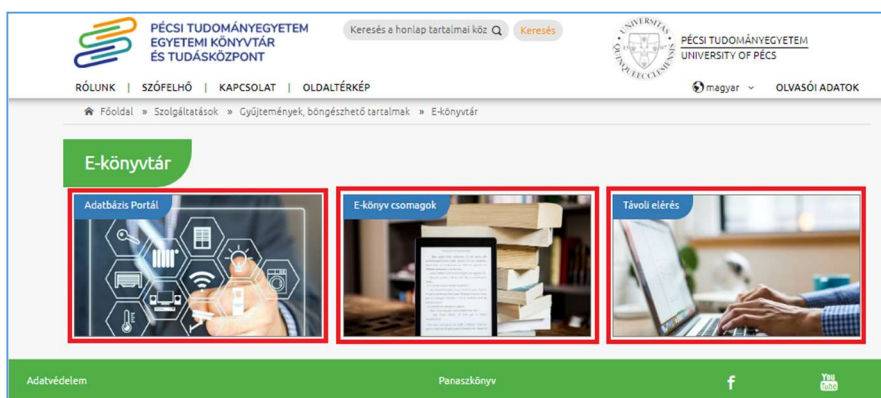 PÉCSI TUDOMÁNYEGYETEM
EGYETEMI KÖNYVTÁR
ÉS TUDÁSKÖZPONT
Keresés a honlap tartalmai köz
Keresés
PÉCSI TUDOMÁNYEGYETEM
UNIVERSITY OF PÉCS
RÓLUNK | SZÓFELHŐ | KAPCSOLAT | OLDALTÉRKÉP
magyar
OLVASÓI ADATOK
Főoldal » Szolgáltatások » Gyűjtemények, böngészhető tartalmak » E-könyvtár
E-könyvtár
Adatbázis Portál
E-könyv csomagok
Távoli elérés
Adatvédelem
Panaszkönyv
f
You
Tube